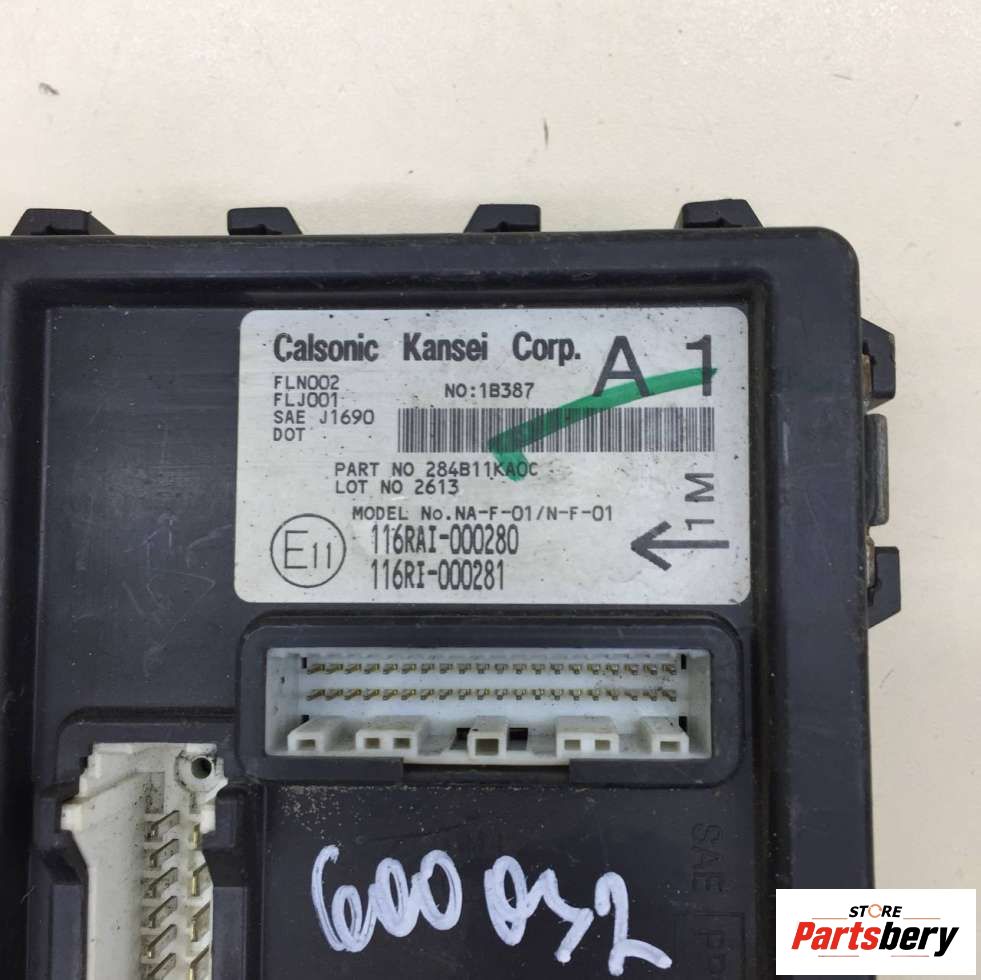 Calsonic Kansei Corp. A 1
FLN002
FLJ001
NO:1B387
SAE J1690
DOT
PART NO 284B11KA0C
LOT NO 2613
MODEL No.NA-F-01/N-F-01
E11
116RAI-000280
116RI-000281
1M
600 032
SAE
STORE
Partsbery